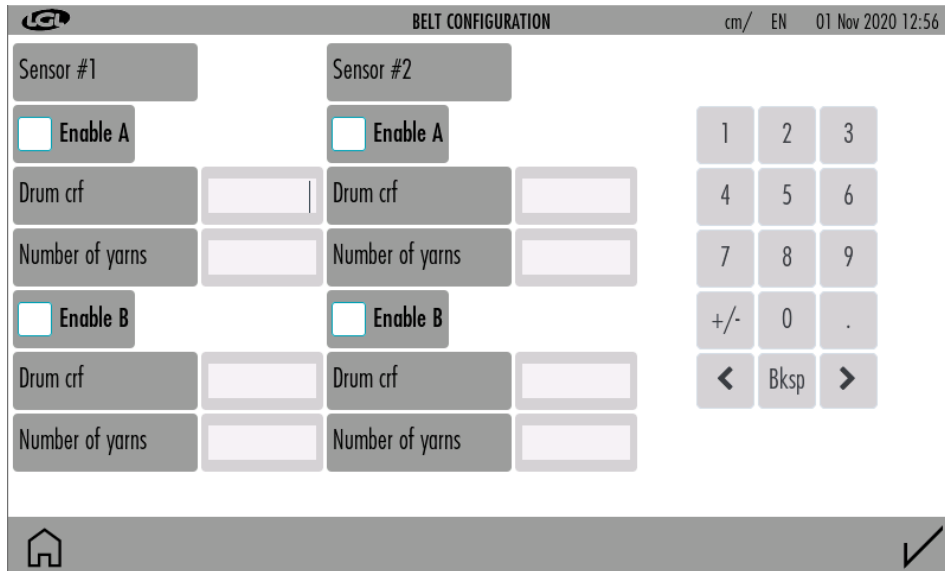 LGL BELT CONFIGURATION cm/ EN 01 Nov 2020 12:56
Sensor #1 Sensor #2
Enable A Enable A 1 2 3
Drum crf Drum crf 4 5 6
Number of yarns Number of yarns 7 8 9
Enable B Enable B +/- 0 .
Drum crf Drum crf < Bksp >
Number of yarns Number of yarns